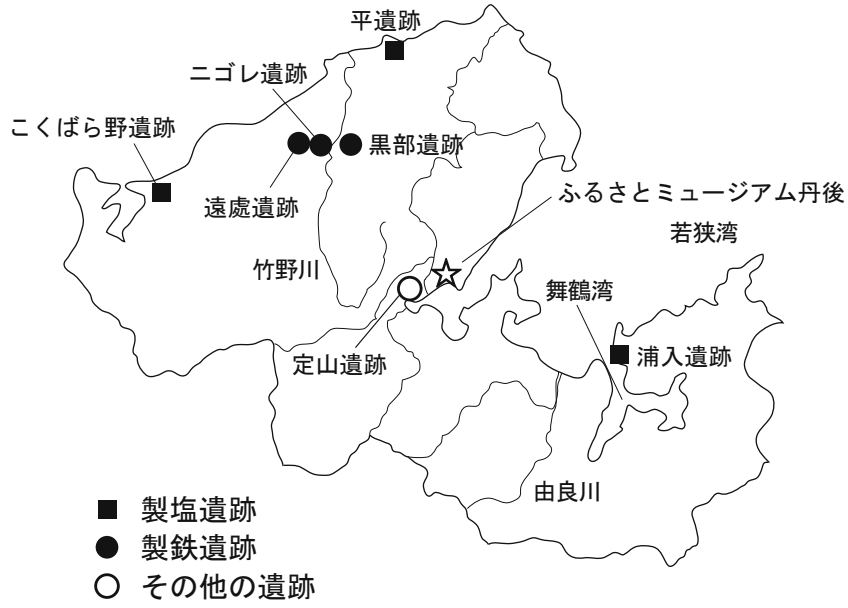 平遺跡
ニゴレ遺跡
こくばら野遺跡
黒部遺跡
遠處遺跡
ふるさとミュージアム丹後
若狭湾
竹野川
舞鶴湾
定山遺跡
浦入遺跡
由良川
製塩遺跡
製鉄遺跡
その他の遺跡